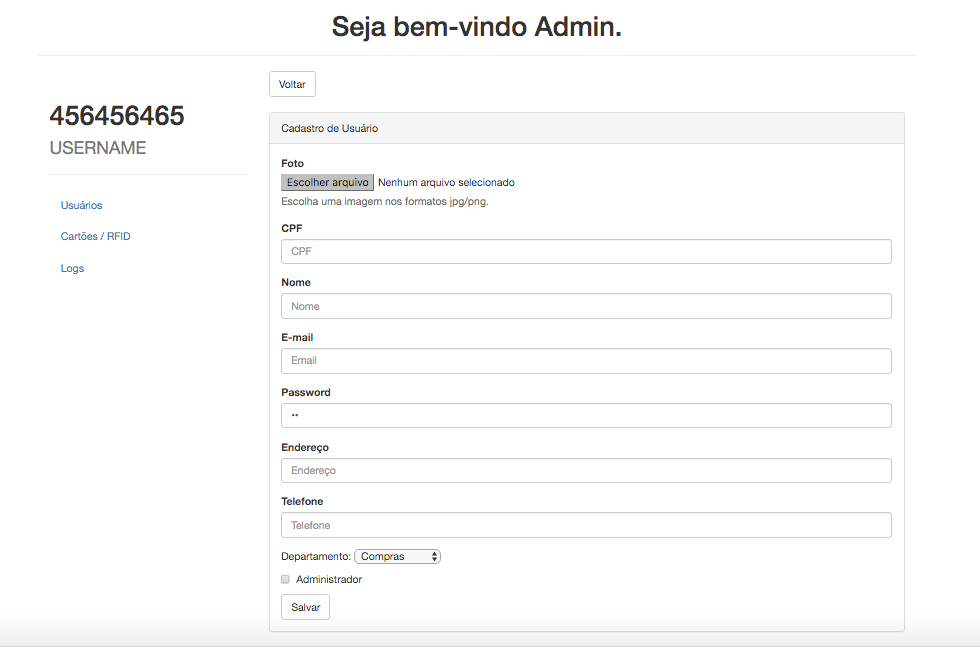 Seja bem-vindo Admin.
456456465
USERNAME
Usuários
Cartões / RFID
Logs
Voltar
Cadastro de Usuário
Foto
Escolher arquivo Nenhum arquivo selecionado
Escolha uma imagem nos formatos jpg/png.
CPF
CPF
Nome
Nome
E-mail
Email
Password
••
Endereço
Endereço
Telefone
Telefone
Departamento: Compras
Administrador
Salvar